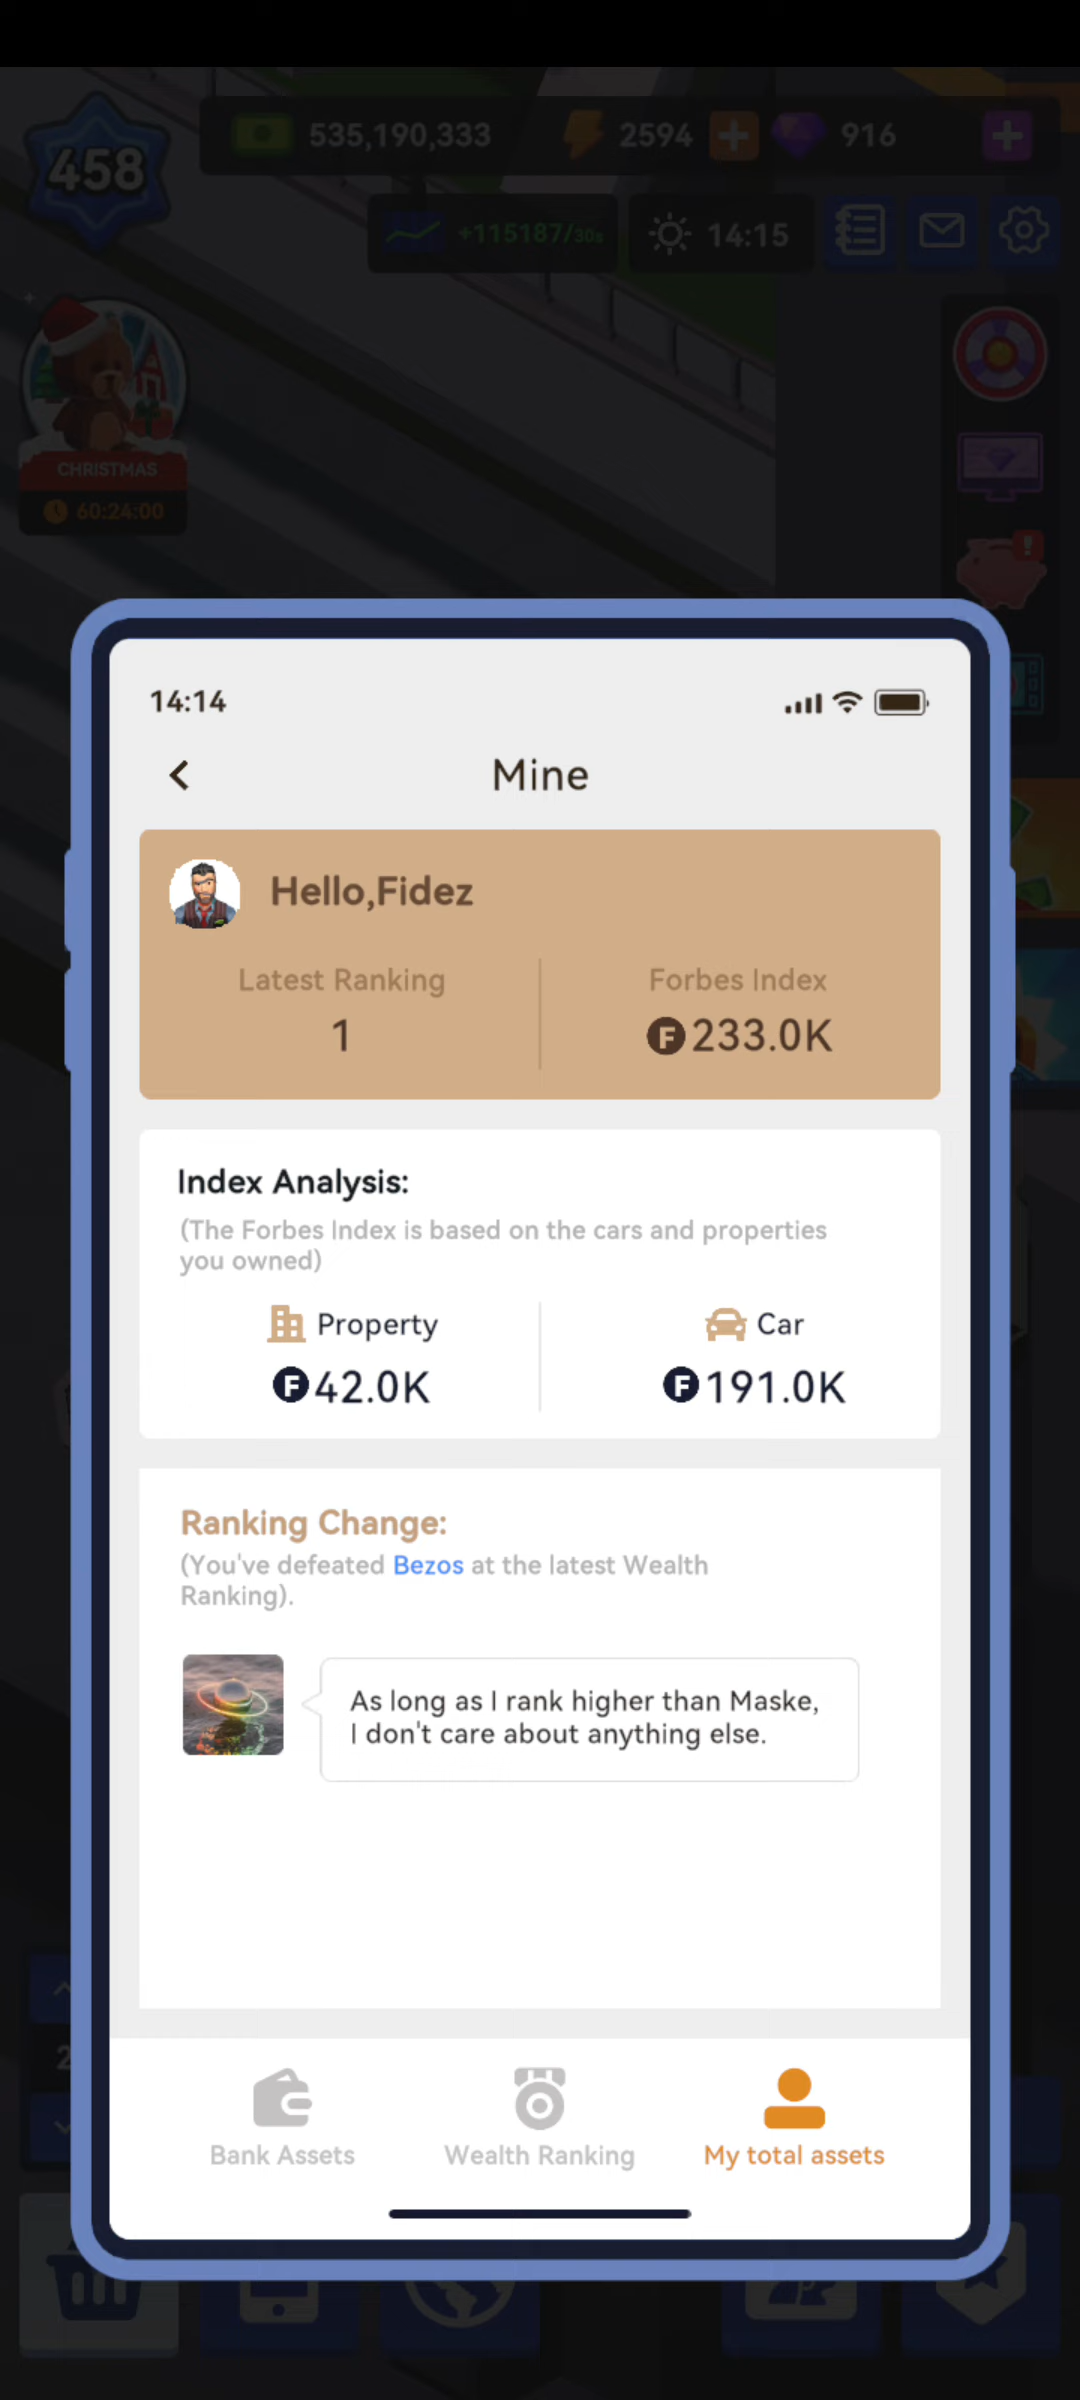 458
535,190,333
2594
916
+115187/30s
14:15
CHRISTMAS
60:24:00
14:14
Mine
Hello,Fidez
Latest Ranking
Forbes Index
1
F 233.0K
Index Analysis:
(The Forbes Index is based on the cars and properties
you owned)
Property
Car
F 42.0K
F 191.0K
Ranking Change:
(You've defeated Bezos at the latest Wealth
Ranking).
As long as I rank higher than Maske,
I don't care about anything else.
Bank Assets
Wealth Ranking
My total assets